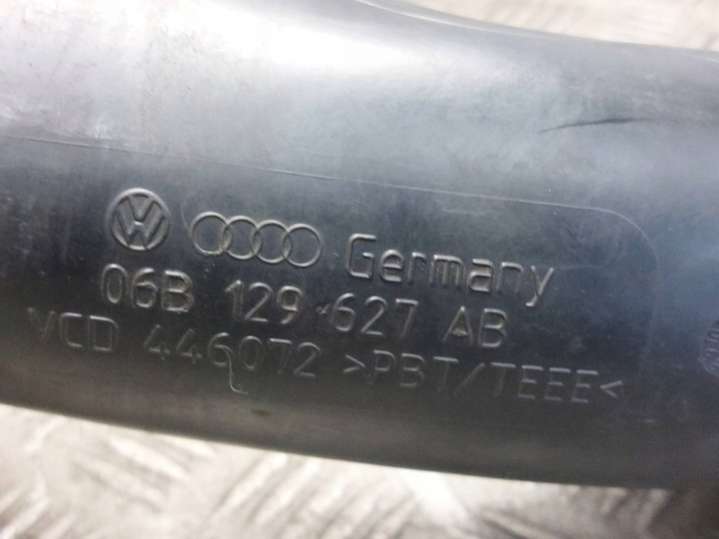 Germany
06B 129 627 AB
VCD 446072 >PBT/TEEE<